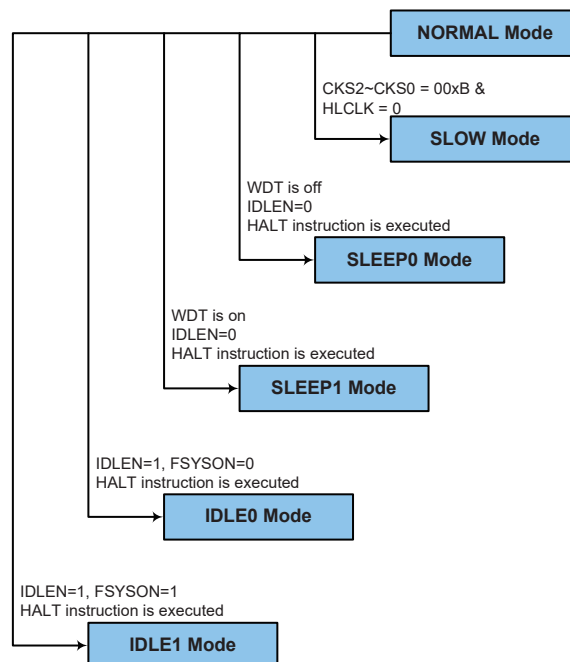 NORMAL Mode
CKS2~CKS0 = 00xB &
HLCLK = 0
SLOW Mode
WDT is off
IDLEN=0
HALT instruction is executed
SLEEP0 Mode
WDT is on
IDLEN=0
HALT instruction is executed
SLEEP1 Mode
IDLEN=1, FSYSON=0
HALT instruction is executed
IDLE0 Mode
IDLEN=1, FSYSON=1
HALT instruction is executed
IDLE1 Mode